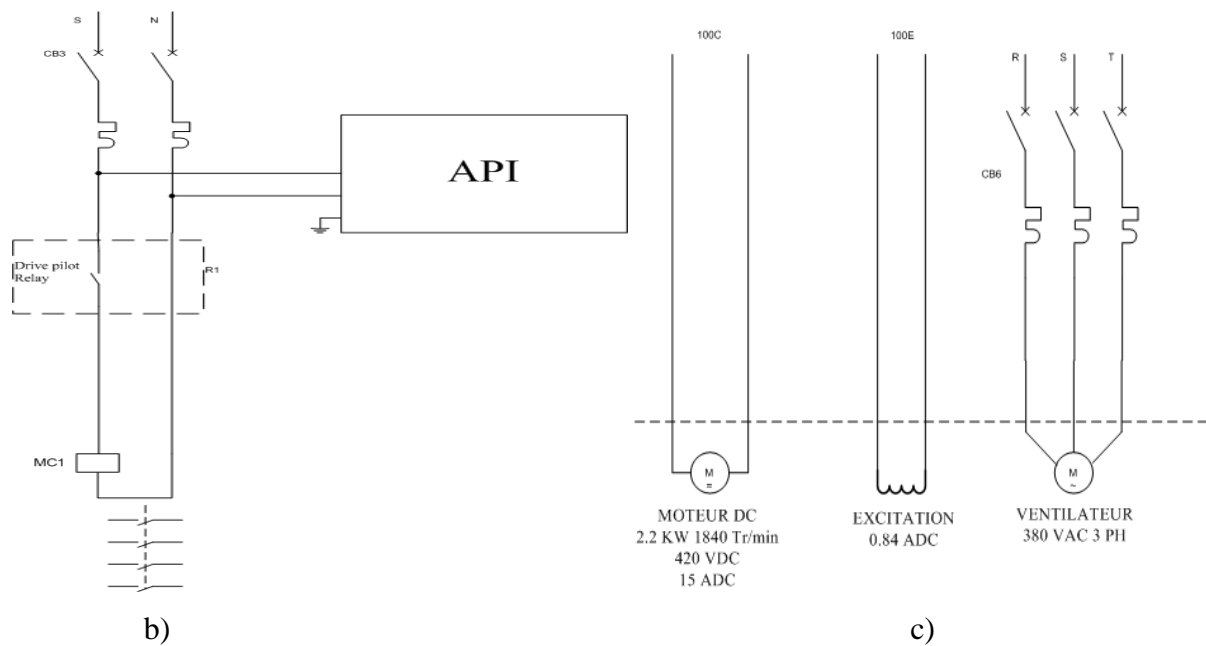 S N
CB3
API
Drive pilot
Relay
R1
MC1
b)
100C 100E
R S T
CB6
M
=
M
~
MOTEUR DC
2.2 KW 1840 Tr/min
420 VDC
15 ADC
EXCITATION
0.84 ADC
VENTILATEUR
380 VAC 3 PH
c)